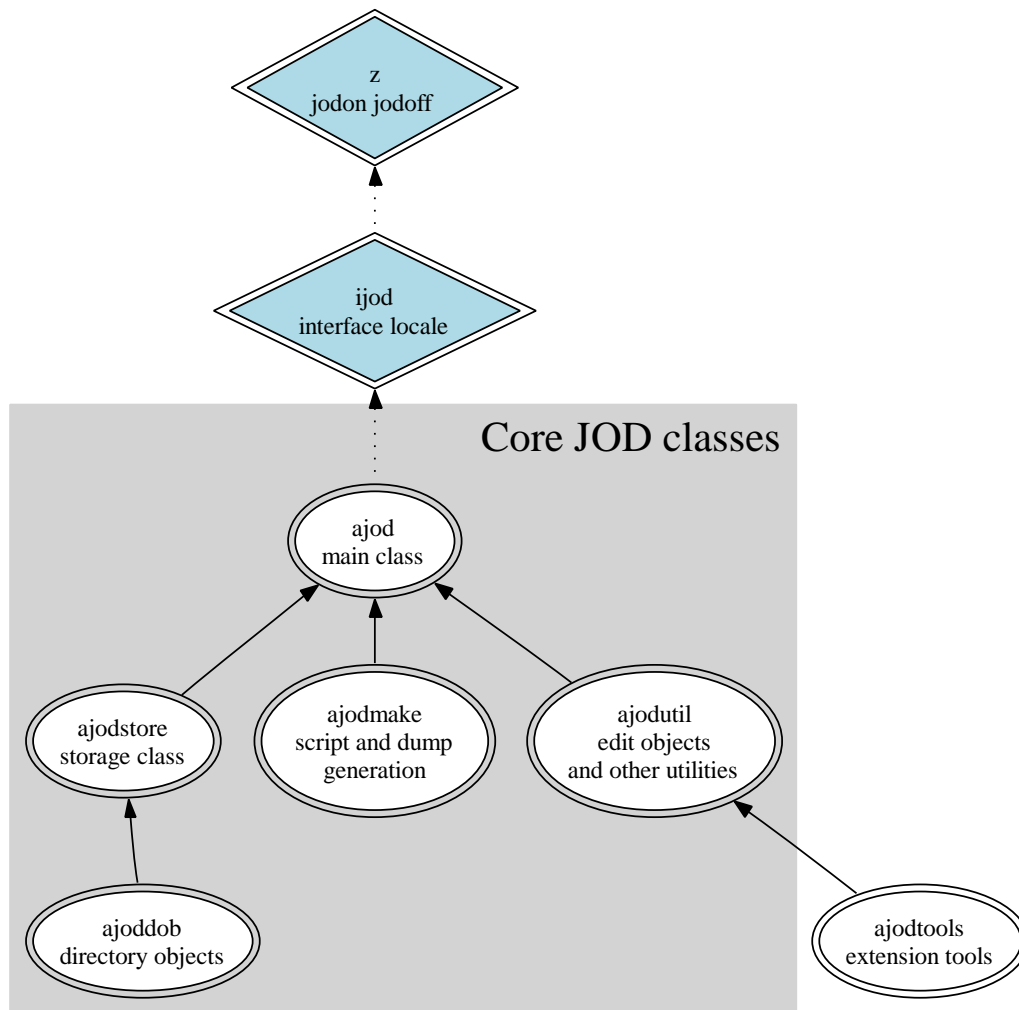 z
jodon jodoff
ijod
interface locale
Core JOD classes
ajod
main class
ajodstore
storage class
ajodmake
script and dump
generation
ajodutil
edit objects
and other utilities
ajoddob
directory objects
ajodtools
extension tools